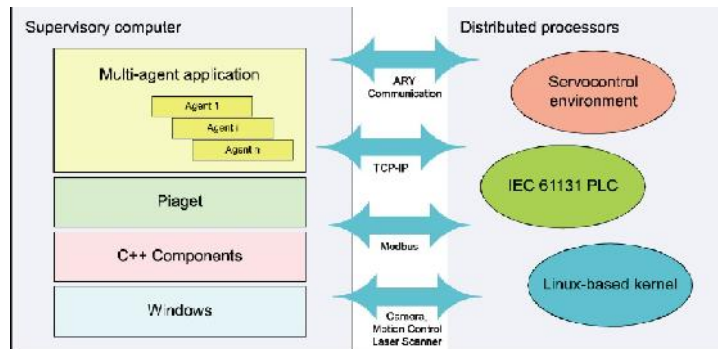 Supervisory computer
Multi-agent application
Agent 1
Agent i
Agent n
Piaget
C++ Components
Windows
ARY
Communication
TCP-IP
Modbus
Camera,
Motion Control
Laser Scanner
Distributed processors
Servocontrol
environment
IEC 61131 PLC
Linux-based kernel